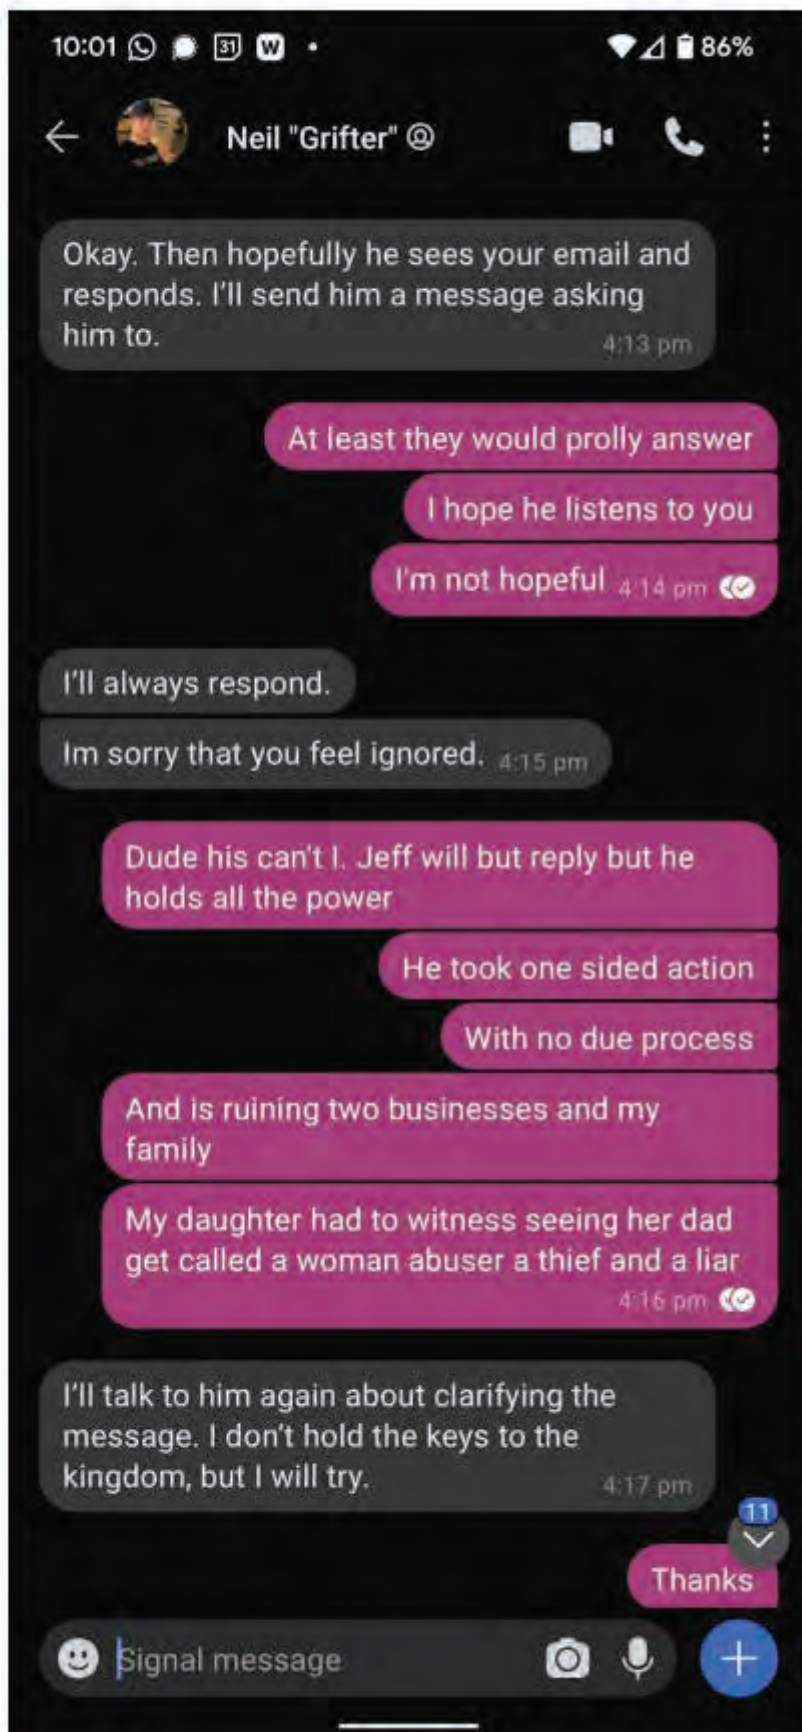 10:01 31 W
86%
Neil "Grifter"
Okay. Then hopefully he sees your email and
responds. I'll send him a message asking
him to.
4:13 pm
At least they would prolly answer
I hope he listens to you
I'm not hopeful 4:14 pm
I'll always respond.
Im sorry that you feel ignored. 4:15 pm
Dude his can't I. Jeff will but reply but he
holds all the power
He took one sided action
With no due process
And is ruining two businesses and my
family
My daughter had to witness seeing her dad
get called a woman abuser a thief and a liar
4:16 pm
I'll talk to him again about clarifying the
message. I don't hold the keys to the
kingdom, but I will try.
4:17 pm
11
Thanks
Signal message